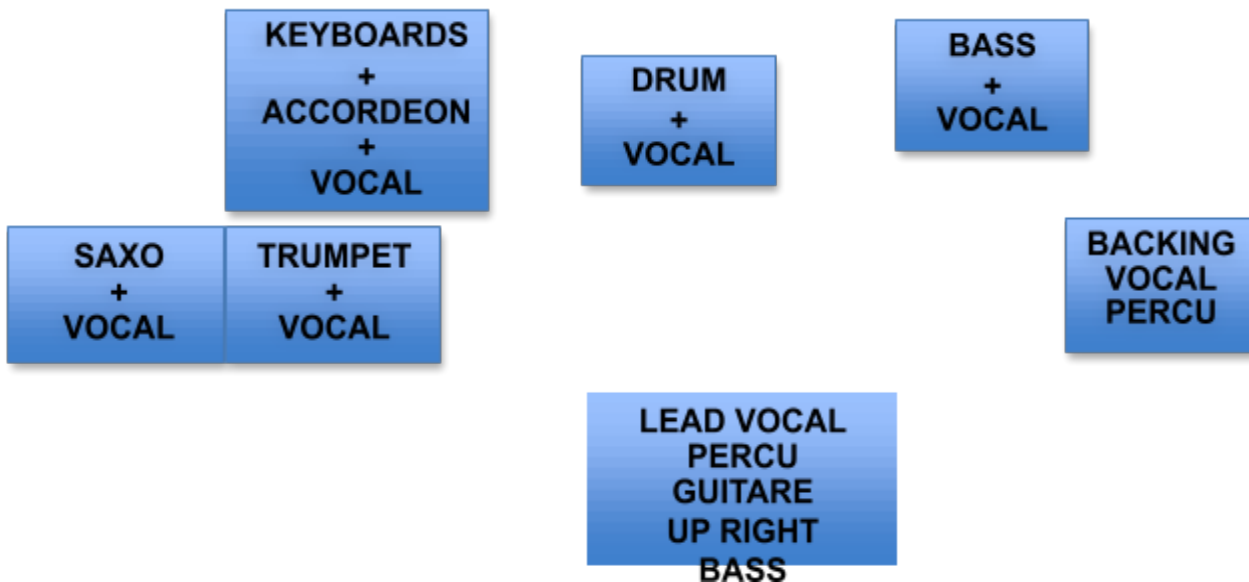 KEYBOARDS
+
ACCORDEON
+
VOCAL
DRUM
+
VOCAL
BASS
+
VOCAL
SAXO
+
VOCAL
TRUMPET
+
VOCAL
BACKING
VOCAL
PERCU
LEAD VOCAL
PERCU
GUITARE
UP RIGHT
BASS